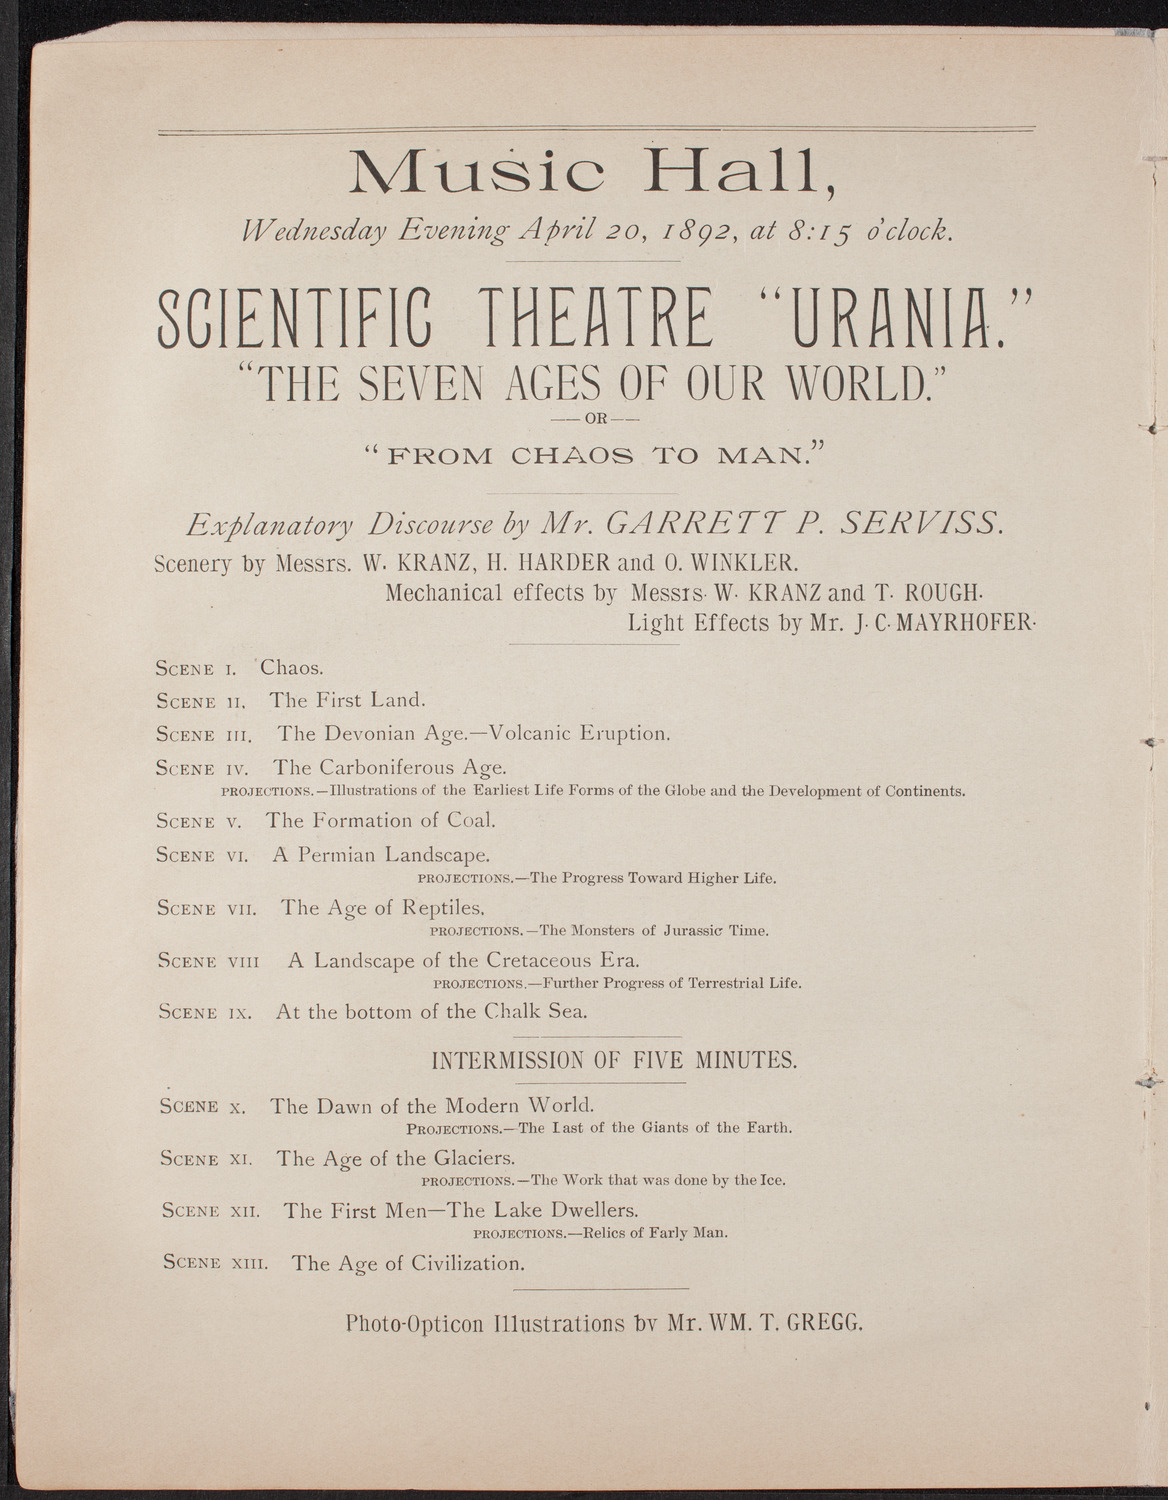 Music Hall,
Wednesday Evening April 20, 1892, at 8:15 o'clock.
SCIENTIFIC THEATRE "URANIA."
"THE SEVEN AGES OF OUR WORLD."
—OR—
"FROM CHAOS TO MAN."
Explanatory Discourse by Mr. GARRETT P. SERVISS.
Scenery by Messrs. W. KRANZ, H. HARDER and O. WINKLER.
Mechanical effects by Messrs. W. KRANZ and T. ROUGH.
Light Effects by Mr. J. C. MAYRHOFER.
SCENE I. Chaos.
SCENE II. The First Land.
SCENE III. The Devonian Age.—Volcanic Eruption.
SCENE IV. The Carboniferous Age.
PROJECTIONS.—Illustrations of the Earliest Life Forms of the Globe and the Development of Continents.
SCENE V. The Formation of Coal.
SCENE VI. A Permian Landscape.
PROJECTIONS.—The Progress Toward Higher Life.
SCENE VII. The Age of Reptiles.
PROJECTIONS.—The Monsters of Jurassic Time.
SCENE VIII A Landscape of the Cretaceous Era.
PROJECTIONS.—Further Progress of Terrestrial Life.
SCENE IX. At the bottom of the Chalk Sea.
INTERMISSION OF FIVE MINUTES.
SCENE X. The Dawn of the Modern World.
PROJECTIONS.—The Last of the Giants of the Earth.
SCENE XI. The Age of the Glaciers.
PROJECTIONS.—The Work that was done by the Ice.
SCENE XII. The First Men—The Lake Dwellers.
PROJECTIONS.—Relics of Early Man.
SCENE XIII. The Age of Civilization.
Photo-Opticon Illustrations by Mr. WM. T. GREGG.